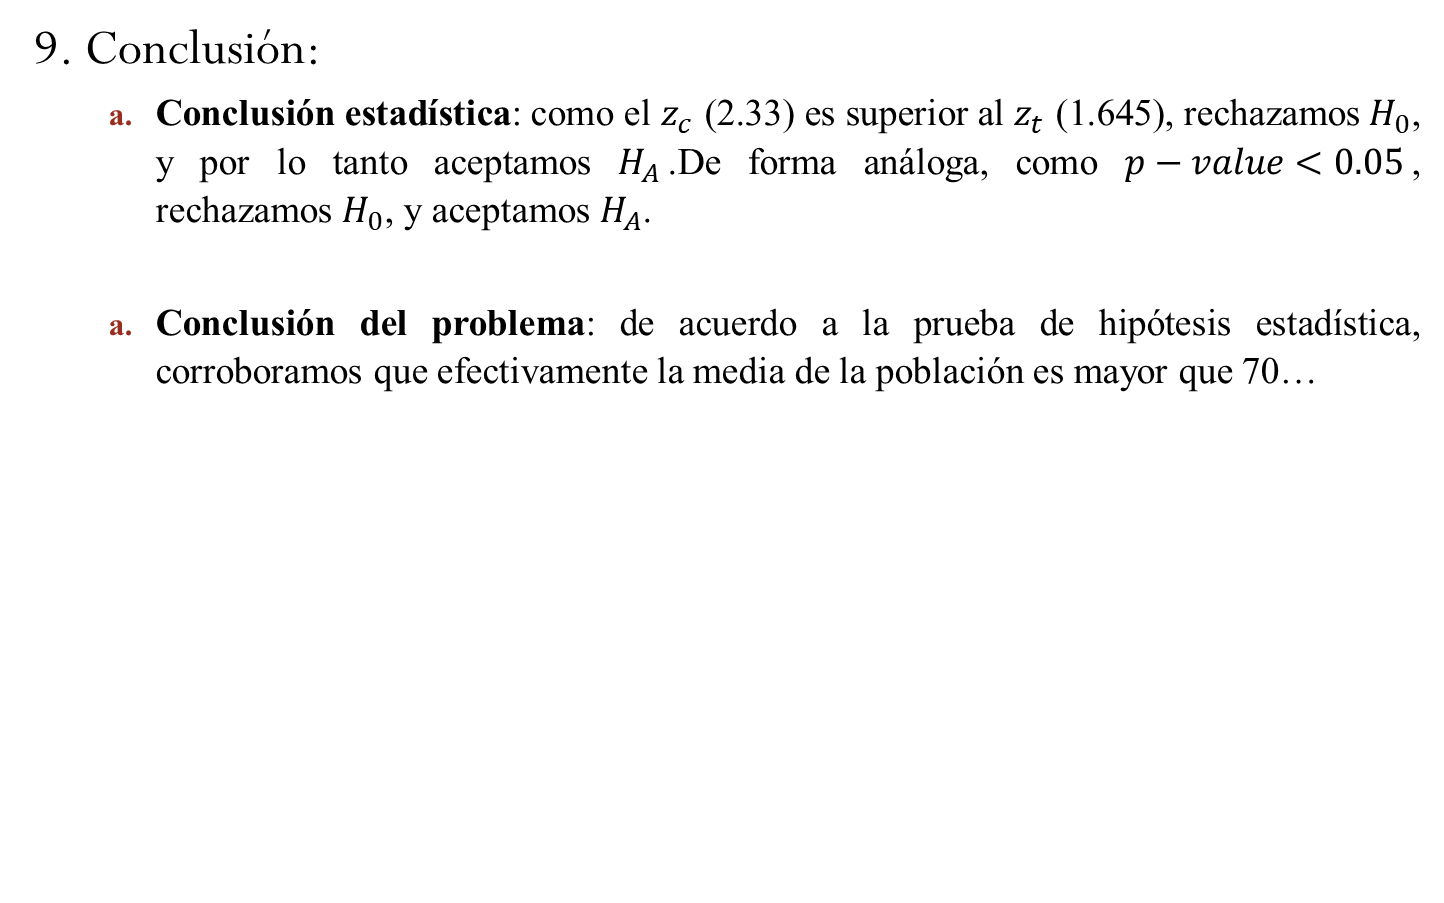 9. Conclusión:
a. Conclusión estadística: como el z_c (2.33) es superior al z_t (1.645), rechazamos H_0,
y por lo tanto aceptamos H_A.De forma análoga, como p − value < 0.05 ,
rechazamos H_0, y aceptamos H_A.
a. Conclusión del problema: de acuerdo a la prueba de hipótesis estadística,
corroboramos que efectivamente la media de la población es mayor que 70…